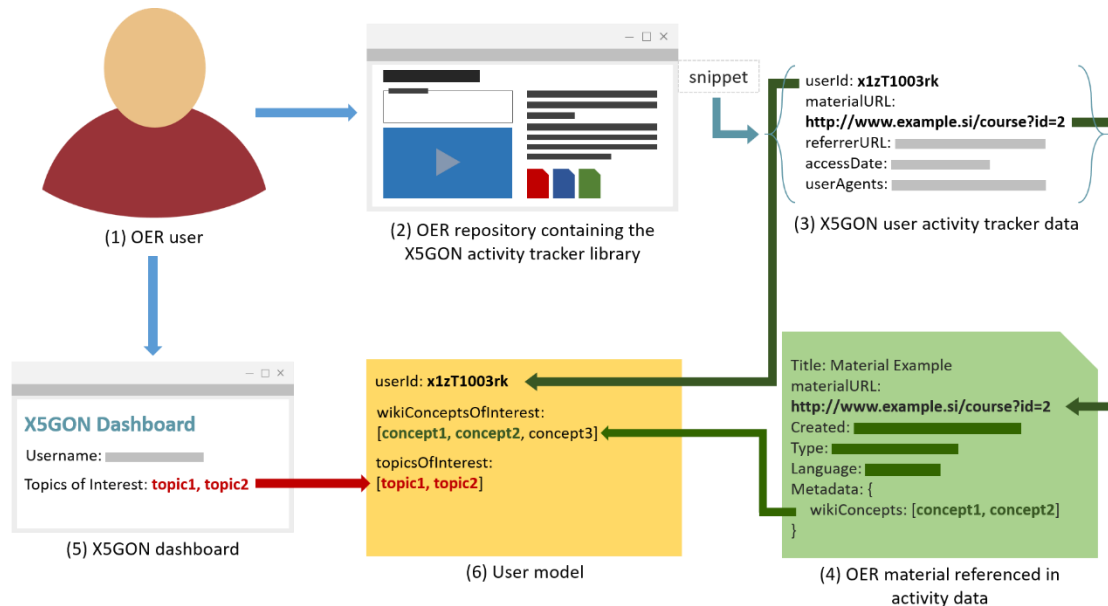 (1) OER user
snippet
(2) OER repository containing the
X5GON activity tracker library
userId: x1zT1003rk
materialURL:
http://www.example.si/course?id=2
referrerURL:
accessDate:
userAgents:
(3) X5GON user activity tracker data
X5GON Dashboard
Username:
Topics of Interest: topic1, topic2
(5) X5GON dashboard
userId: x1zT1003rk
wikiConceptsOfInterest:
[concept1, concept2, concept3]
topicsOfInterest:
[topic1, topic2]
(6) User model
Title: Material Example
materialURL:
http://www.example.si/course?id=2
Created:
Type:
Language:
Metadata: {
wikiConcepts: [concept1, concept2]
}
(4) OER material referenced in
activity data